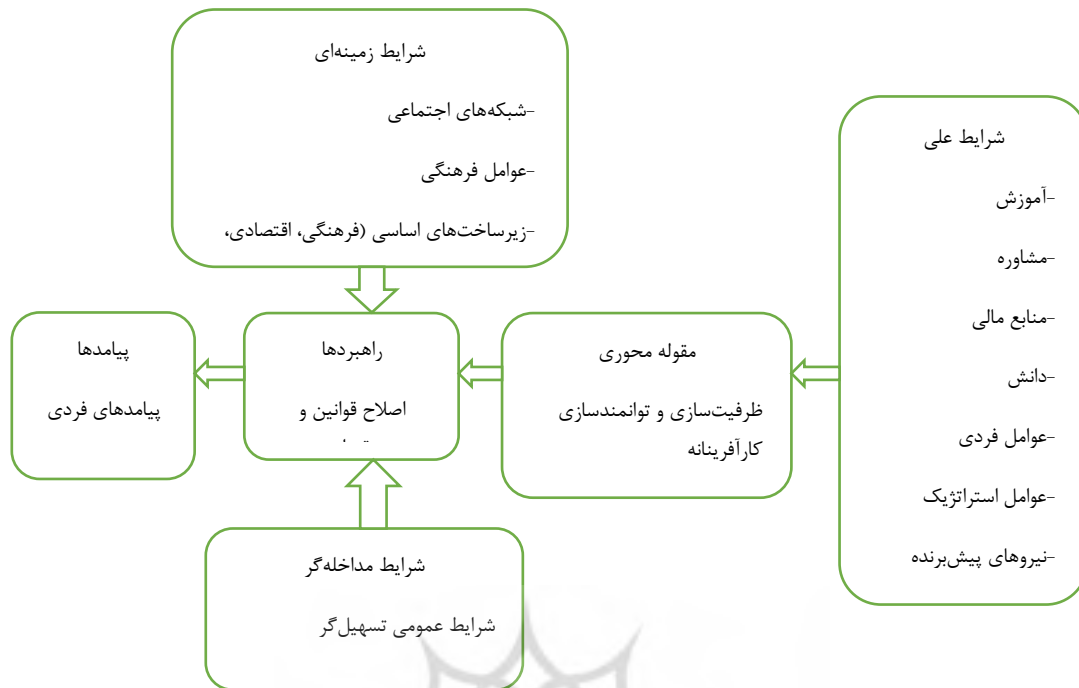 شرایط زمینه‌ای
-شبکه‌های اجتماعی
-عوامل فرهنگی
-زیرساخت‌های اساسی (فرهنگی، اقتصادی،
شرایط علی
-آموزش
-مشاوره
-منابع مالی
-دانش
-عوامل فردی
-عوامل استراتژیک
-نیروهای پیش‌برنده
مقوله محوری
ظرفیت‌سازی و توانمندسازی
کارآفرینانه
راهبردها
اصلاح قوانین و
پیامدها
پیامدهای فردی
شرایط مداخله‌گر
شرایط عمومی تسهیل‌گر